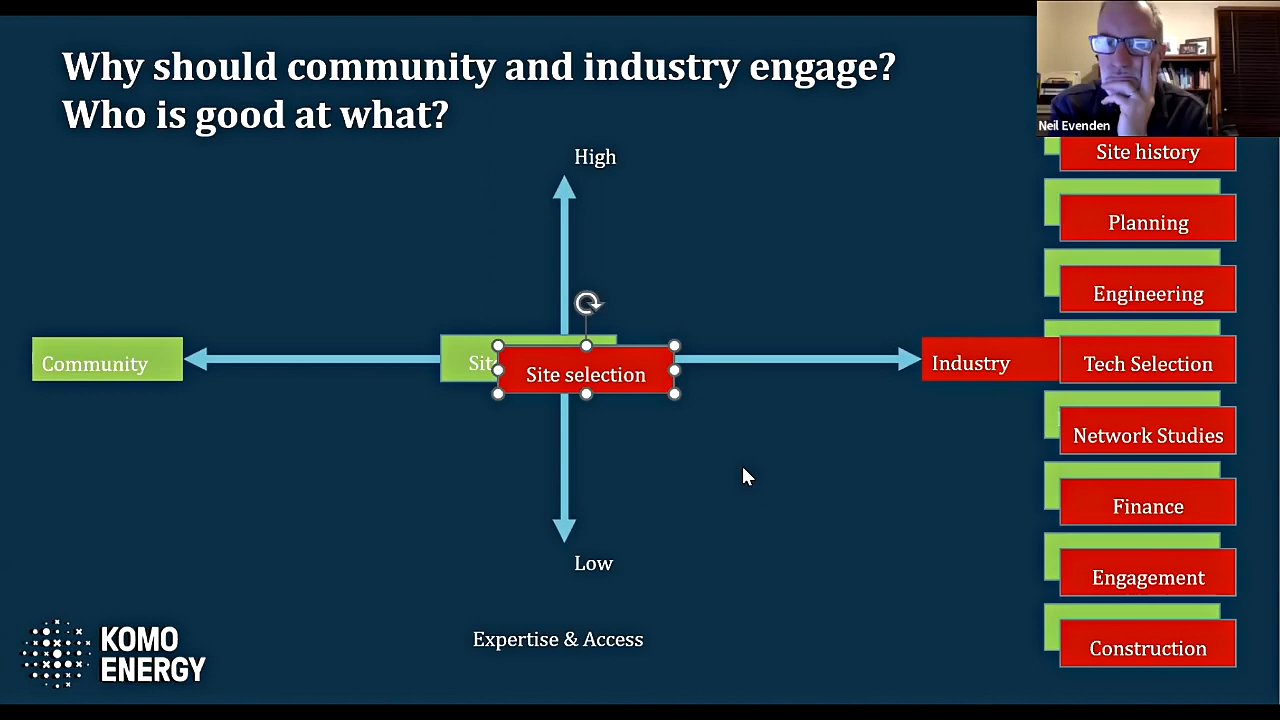 Why should community and industry engage?
Who is good at what?
Neil Evenden
High
Site history
Planning
Engineering
Community
Site selection
Industry
Tech Selection
Network Studies
Finance
Low
Engagement
Expertise & Access
Construction
KOMO
ENERGY